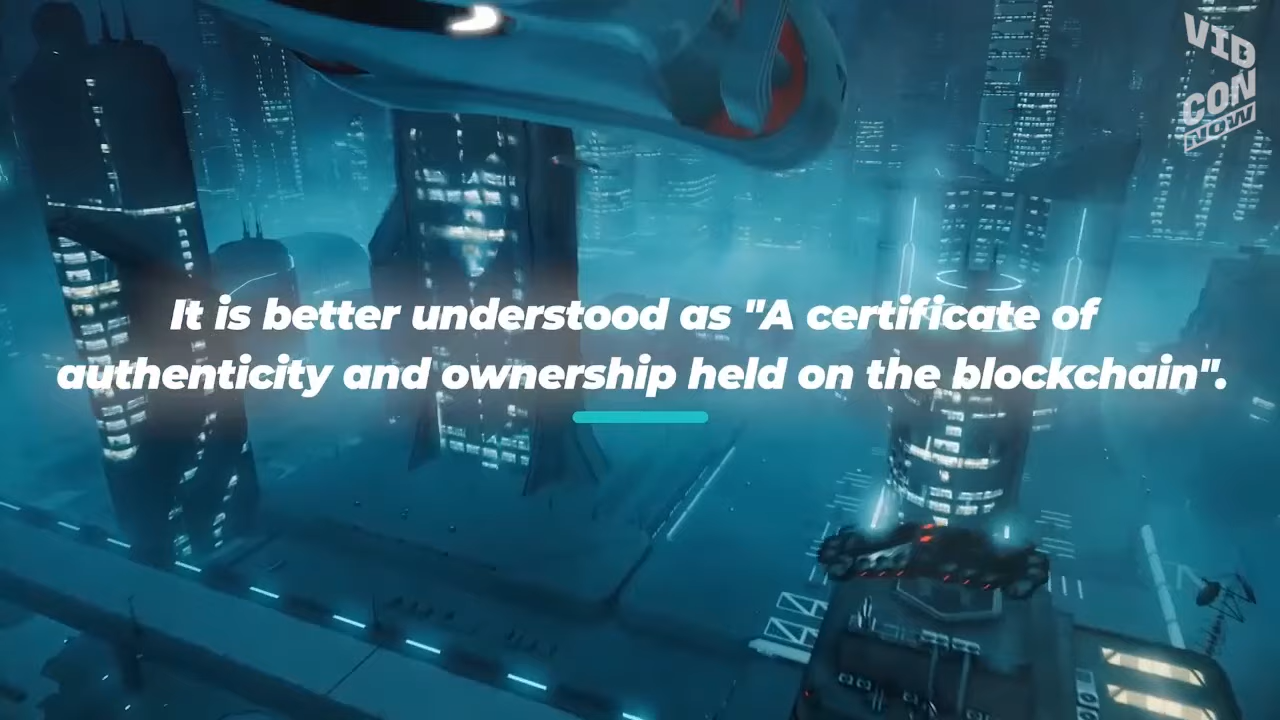 VID
CON
NOW
It is better understood as "A certificate of
authenticity and ownership held on the blockchain".